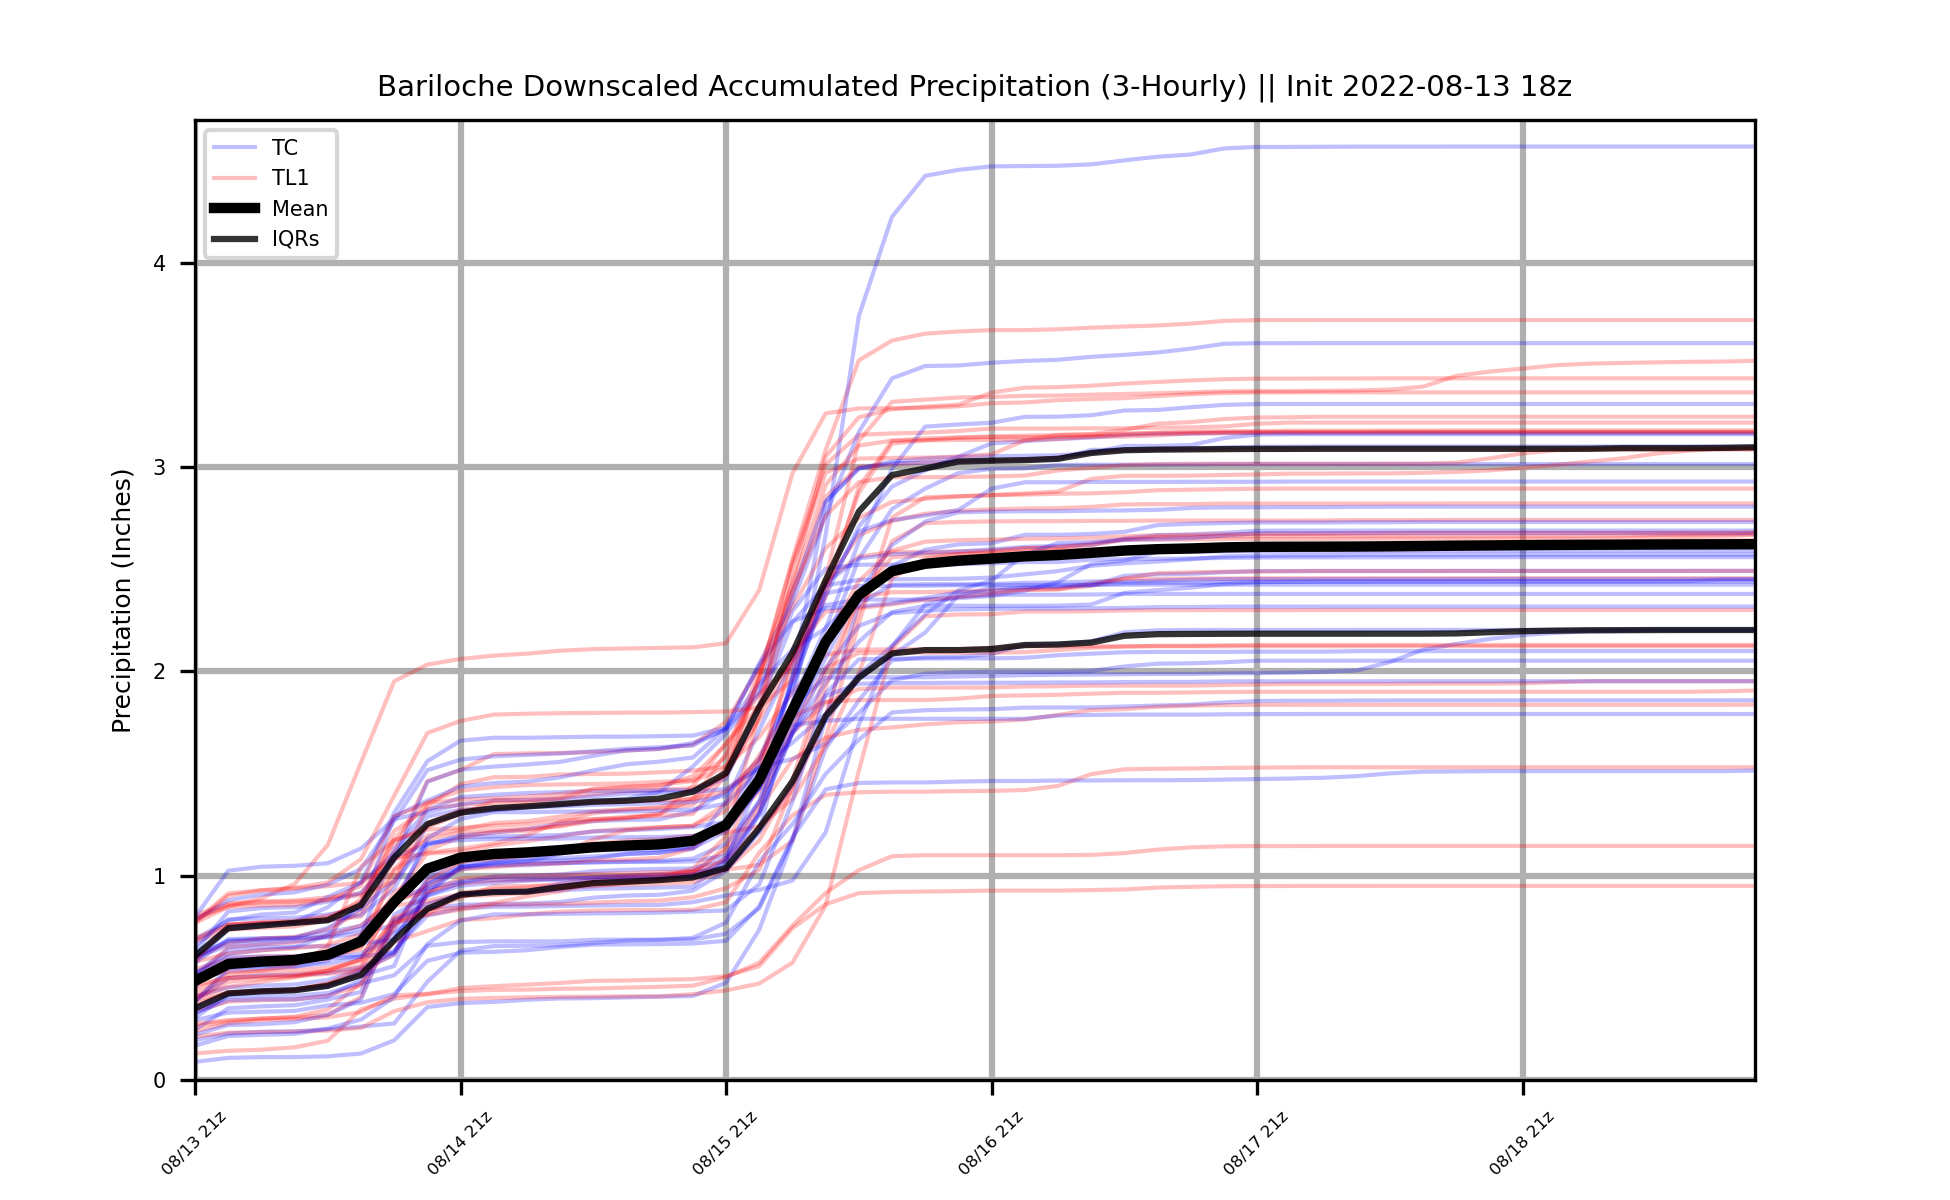 Bariloche Downscaled Accumulated Precipitation (3-Hourly) || Init 2022-08-13 18z
TC
TL1
Mean
IQRs
Precipitation (Inches)
4
3
2
1
0
08/13 21z
08/14 21z
08/15 21z
08/16 21z
08/17 21z
08/18 21z